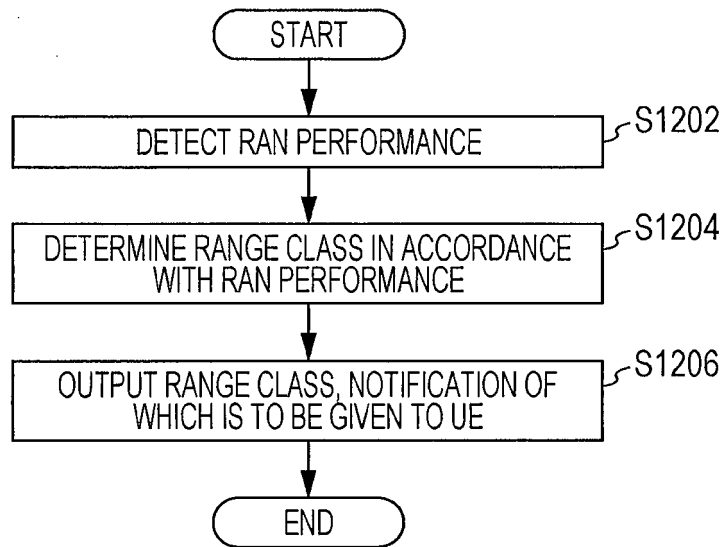 START
DETECT RAN PERFORMANCE
S1202
DETERMINE RANGE CLASS IN ACCORDANCE
WITH RAN PERFORMANCE
S1204
OUTPUT RANGE CLASS, NOTIFICATION OF
WHICH IS TO BE GIVEN TO UE
S1206
END